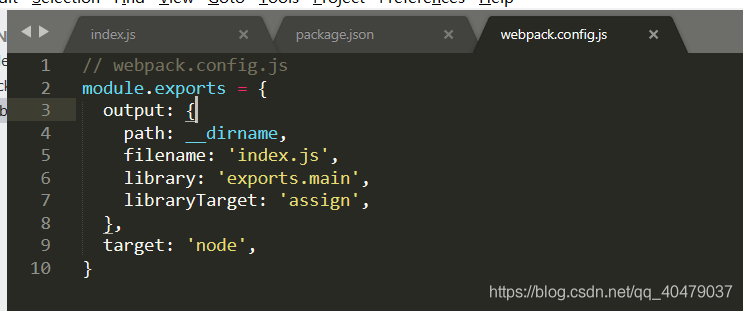 Selection View Goto Tools Project Preferences Help
index.js × package.json × webpack.config.js ×
1 // webpack.config.js
2 module.exports = {
3   output: {
4     path: __dirname,
5     filename: 'index.js',
6     library: 'exports.main',
7     libraryTarget: 'assign',
8   },
9   target: 'node',
10 }
https://blog.csdn.net/qq_40479037